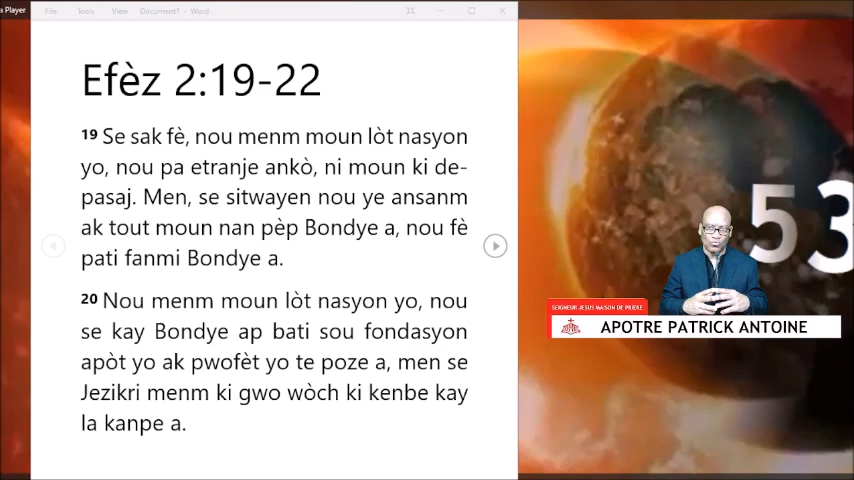 a Player
File Tools View Document1 - Word
Efèz 2:19-22
19 Se sak fè, nou menm moun lòt nasyon
yo, nou pa etranje ankò, ni moun ki de-
pasaj. Men, se sitwayen nou ye ansanm
ak tout moun nan pèp Bondye a, nou fè
pati fanmi Bondye a.
20 Nou menm moun lòt nasyon yo, nou
se kay Bondye ap bati sou fondasyon
apòt yo ak pwofèt yo te poze a, men se
Jezikri menm ki gwo wòch ki kenbe kay
la kanpe a.
53
SEIGNEUR JESUS MAISON DE PRIERE
APOTRE PATRICK ANTOINE